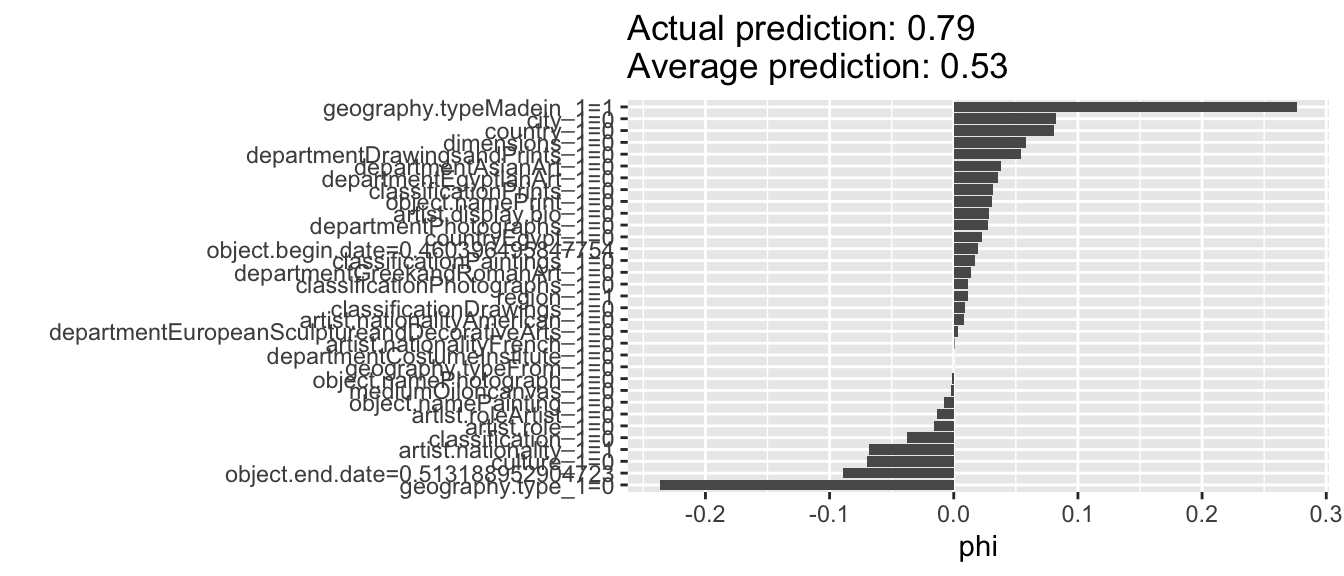 Actual prediction: 0.79
Average prediction: 0.53
geography.typeMadein_1=1
city_1=0
country_1=0
dimensions_1=0
departmentDrawingsandPrints_1=0
departmentAsianArt_1=0
departmentEgyptianArt_1=0
classificationPrints_1=0
object.namePrint_1=0
artist.display.bio_1=0
departmentPhotographs_1=0
countryEgypt_1=0
object.begin.date=0.460396495847754
classificationPaintings_1=0
departmentGreekandRomanArt_1=0
classificationPhotographs_1=0
region_1=1
classificationDrawings_1=0
artist.nationalityAmerican_1=0
departmentEuropeanSculptureandDecorativeArts_1=0
artist.nationalityFrench_1=0
departmentCostumeInstitute_1=0
geography.typeFrom_1=0
object.namePhotograph_1=0
mediumOiloncanvas_1=0
object.namePainting_1=0
artist.roleArtist_1=0
artist.role_1=0
classification_1=0
artist.nationality_1=1
culture_1=0
object.end.date=0.513188952904723
geography.type_1=0
-0.2 -0.1 0.0 0.1 0.2 0.3
phi